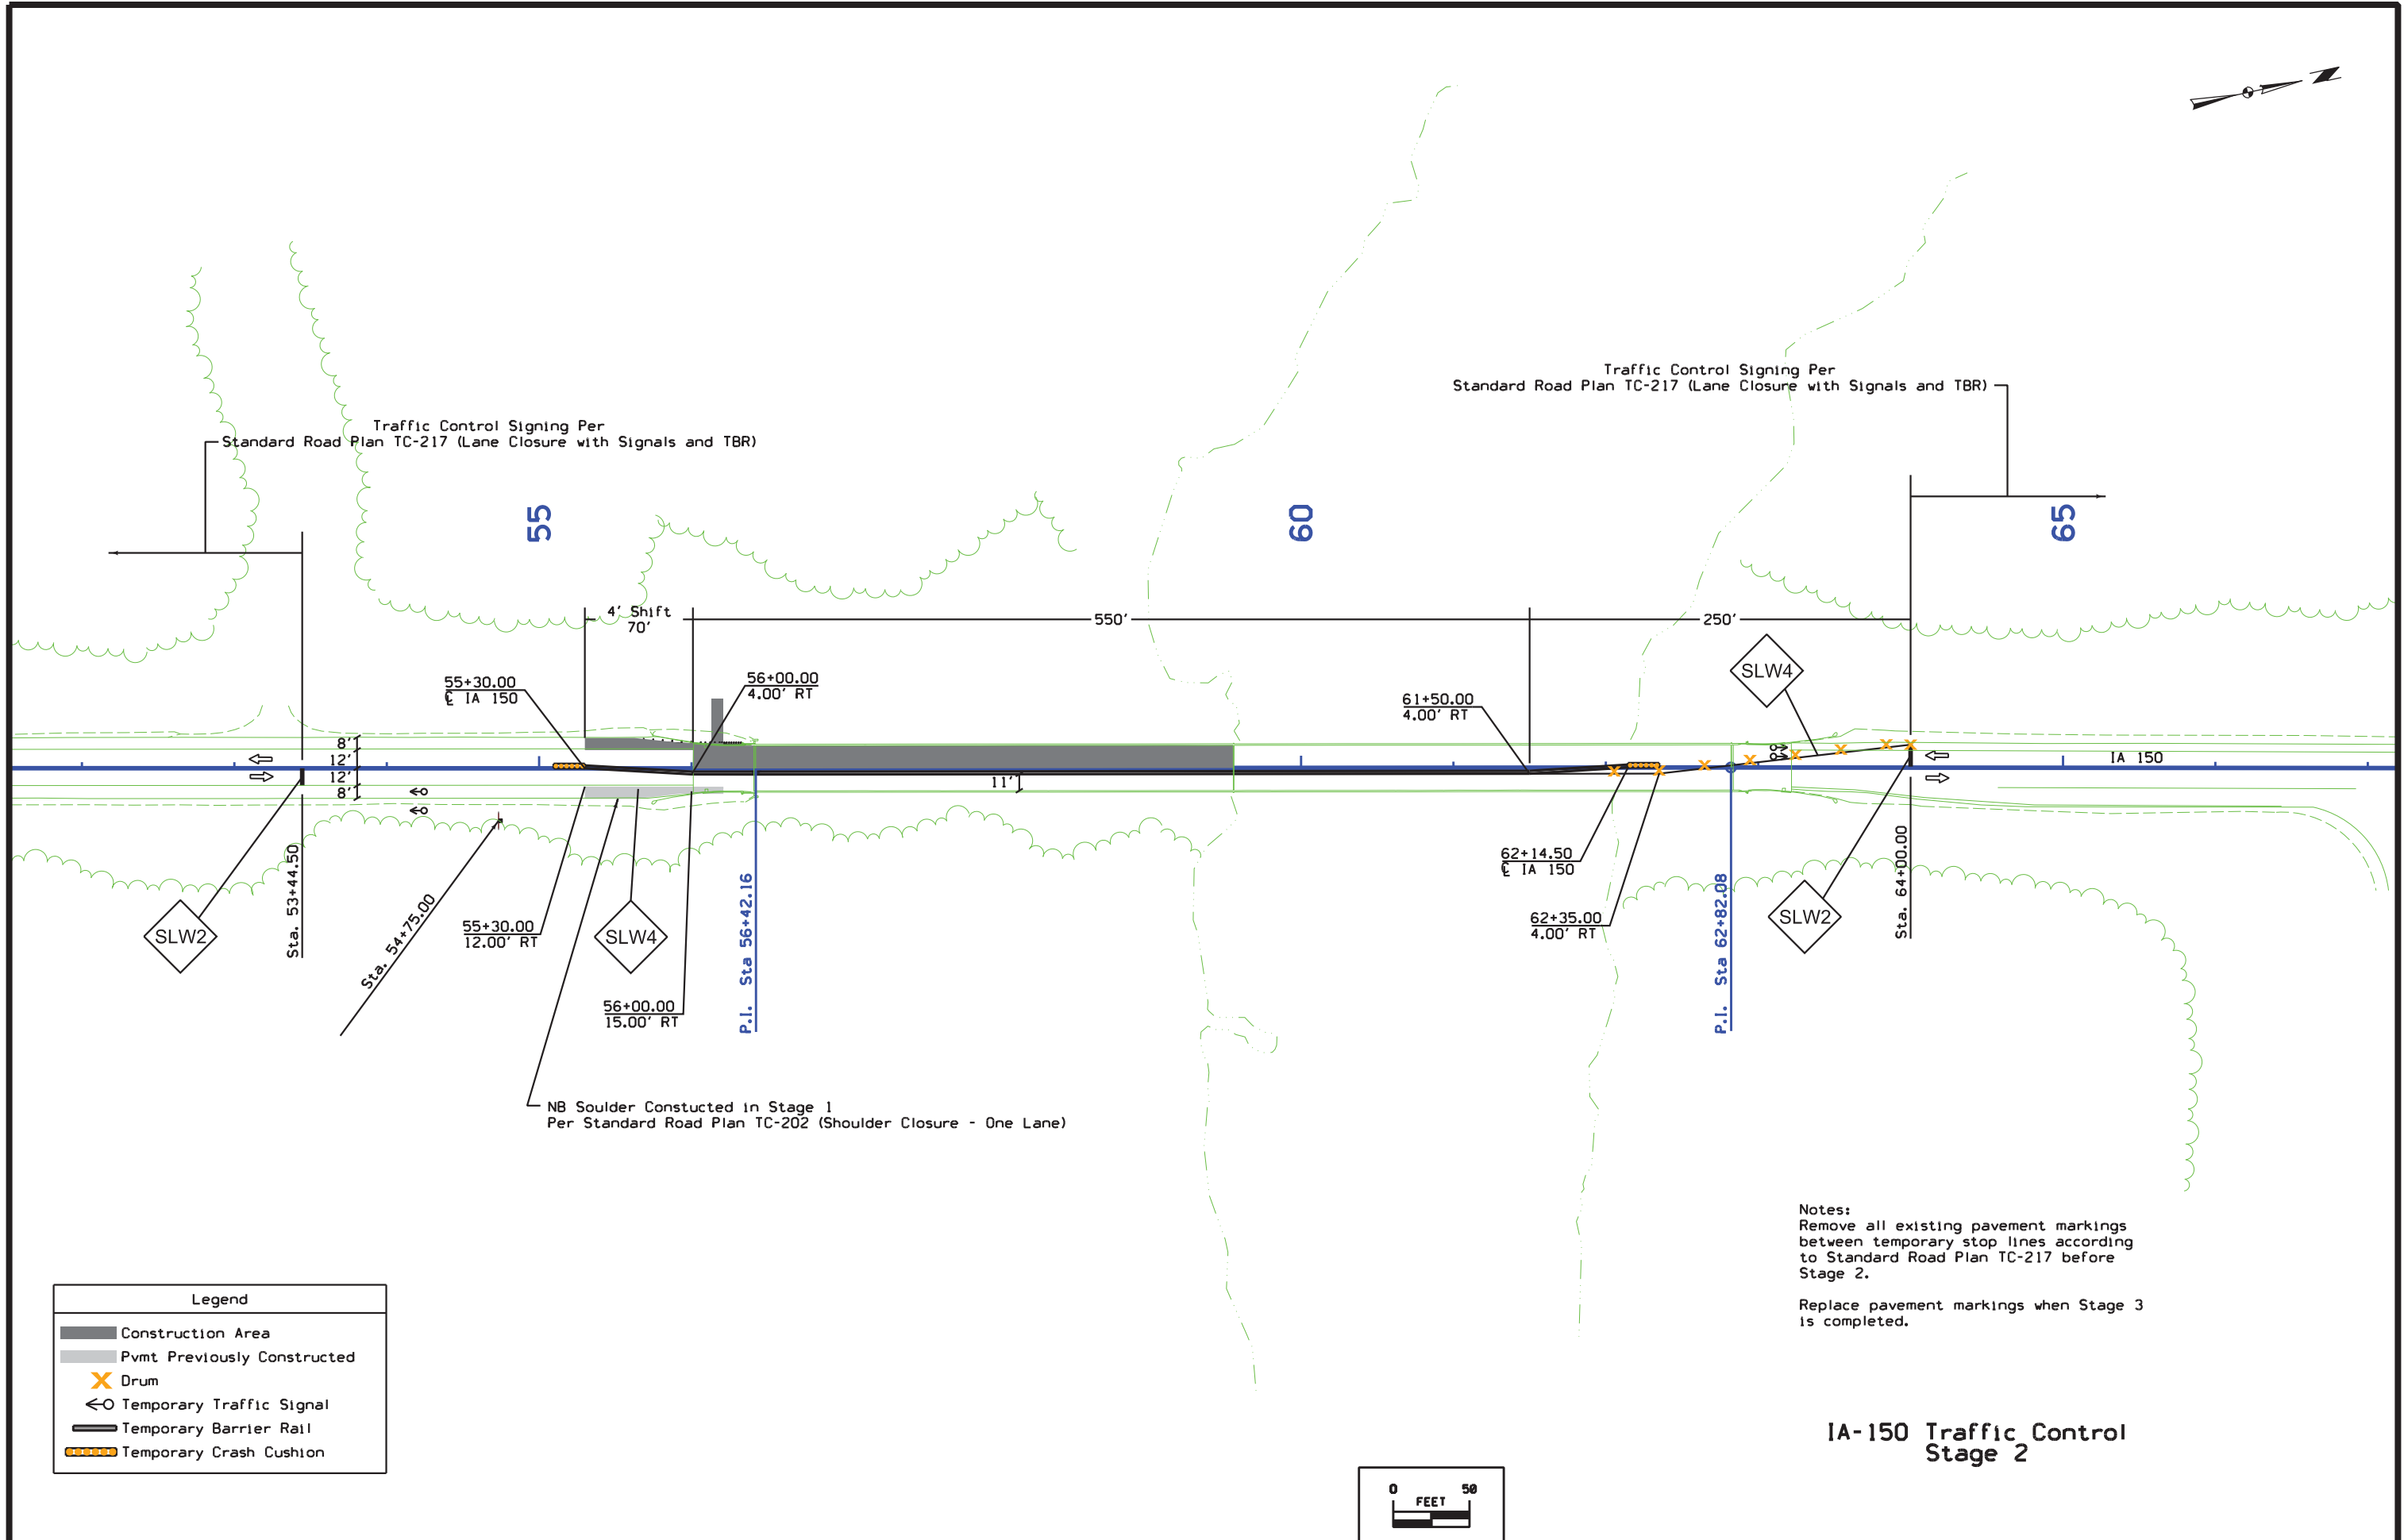 Traffic Control Signing Per
Standard Road Plan TC-217 (Lane Closure with Signals and TBR)
Traffic Control Signing Per
Standard Road Plan TC-217 (Lane Closure with Signals and TBR)
55
60
65
4' Shift
70'
550'
250'
SLW4
55+30.00
℄ IA 150
56+00.00
4.00' RT
61+50.00
4.00' RT
8'
12'
12'
8'
11'
IA 150
SLW2
Sta. 53+44.50
Sta. 54+75.00
55+30.00
12.00' RT
SLW4
56+00.00
15.00' RT
P.I. Sta 56+42.16
62+14.50
℄ IA 150
62+35.00
4.00' RT
P.I. Sta 62+82.08
SLW2
Sta. 64+00.00
NB Soulder Constucted in Stage 1
Per Standard Road Plan TC-202 (Shoulder Closure - One Lane)
Notes:
Remove all existing pavement markings
between temporary stop lines according
to Standard Road Plan TC-217 before
Stage 2.
Replace pavement markings when Stage 3
is completed.
Legend
Construction Area
Pvmt Previously Constructed
Drum
Temporary Traffic Signal
Temporary Barrier Rail
Temporary Crash Cushion
IA-150 Traffic Control
Stage 2
0 50
FEET
N